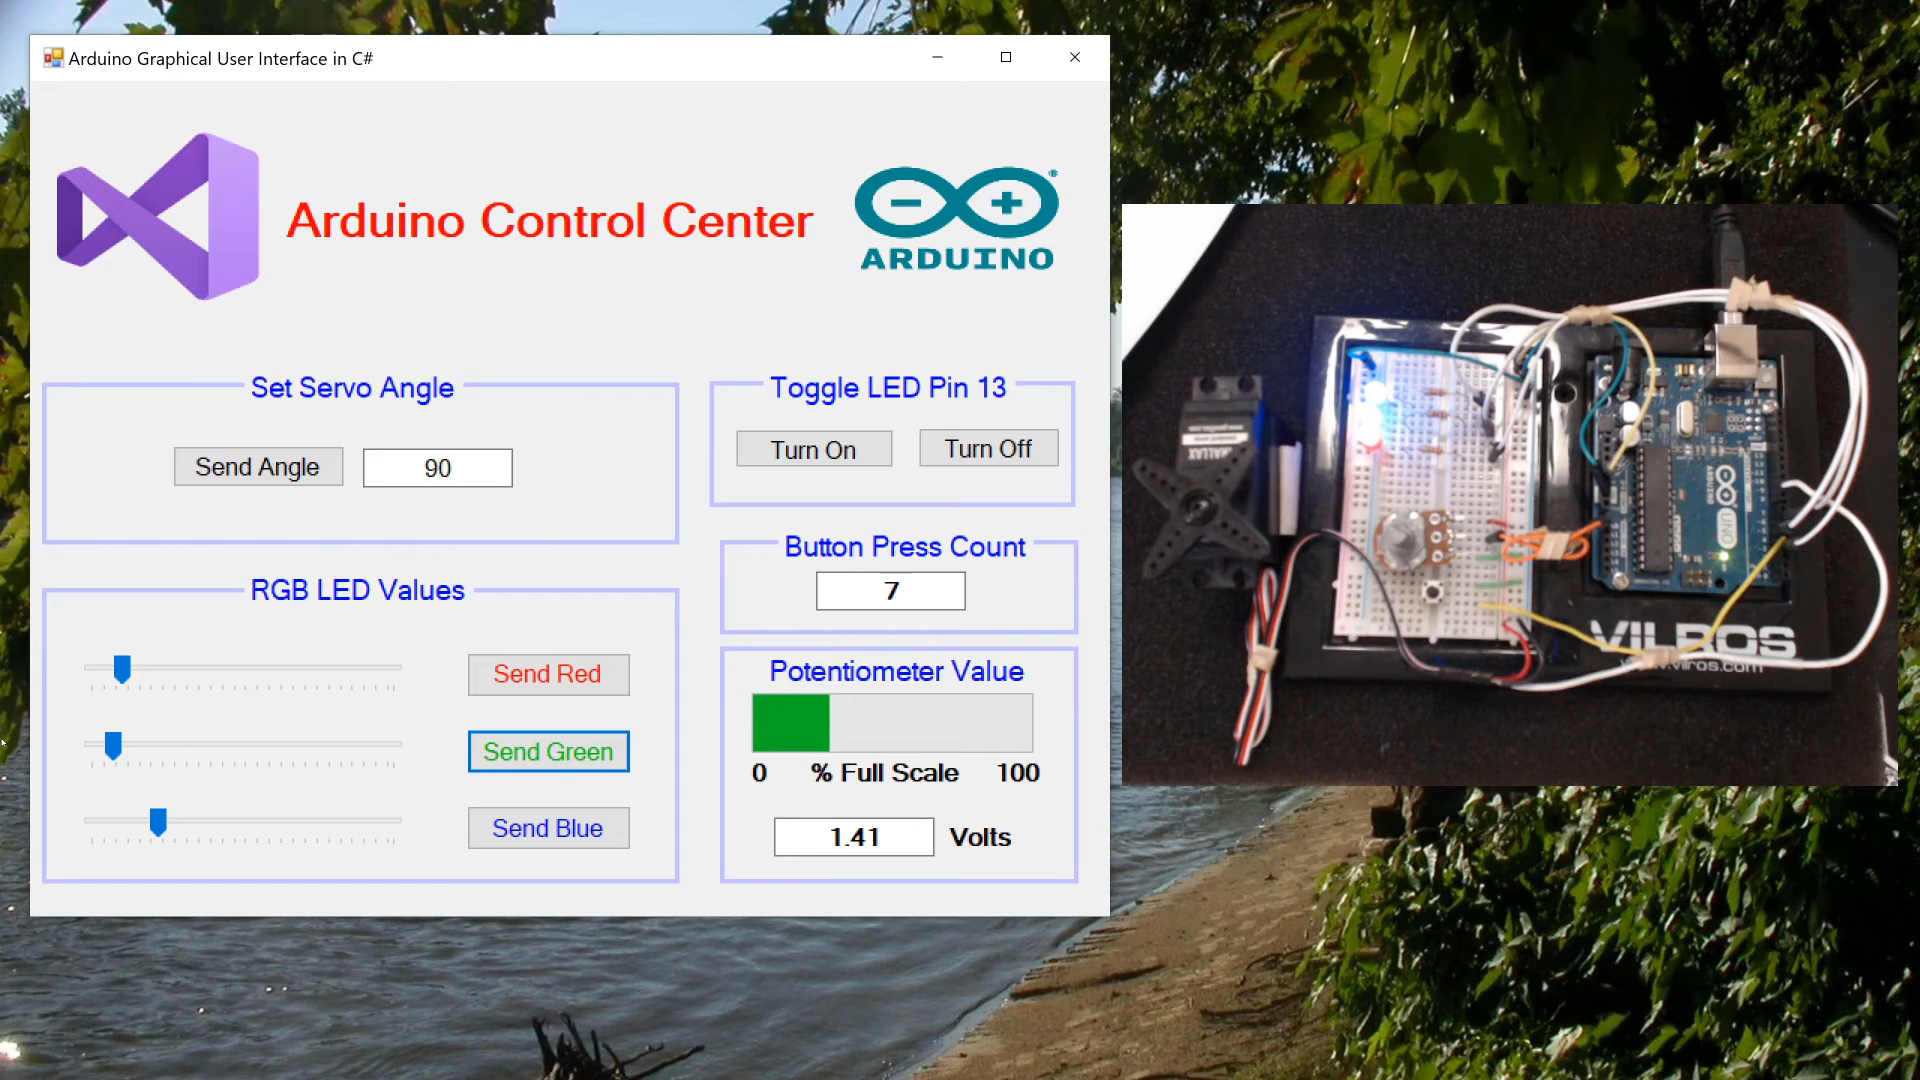 Arduino Graphical User Interface in C#
Arduino Control Center
ARDUINO
Set Servo Angle
Send Angle
90
Toggle LED Pin 13
Turn On
Turn Off
Button Press Count
7
RGB LED Values
Send Red
Send Green
Send Blue
Potentiometer Value
0 % Full Scale 100
1.41 Volts
UNO
VILROS